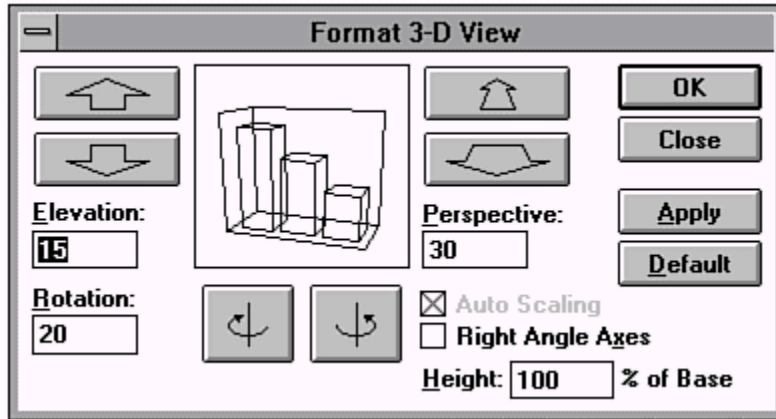 Format 3-D View
OK
Close
Elevation:
15
Perspective:
30
Apply
Default
Rotation:
20
Auto Scaling
Right Angle Axes
Height: 100 % of Base